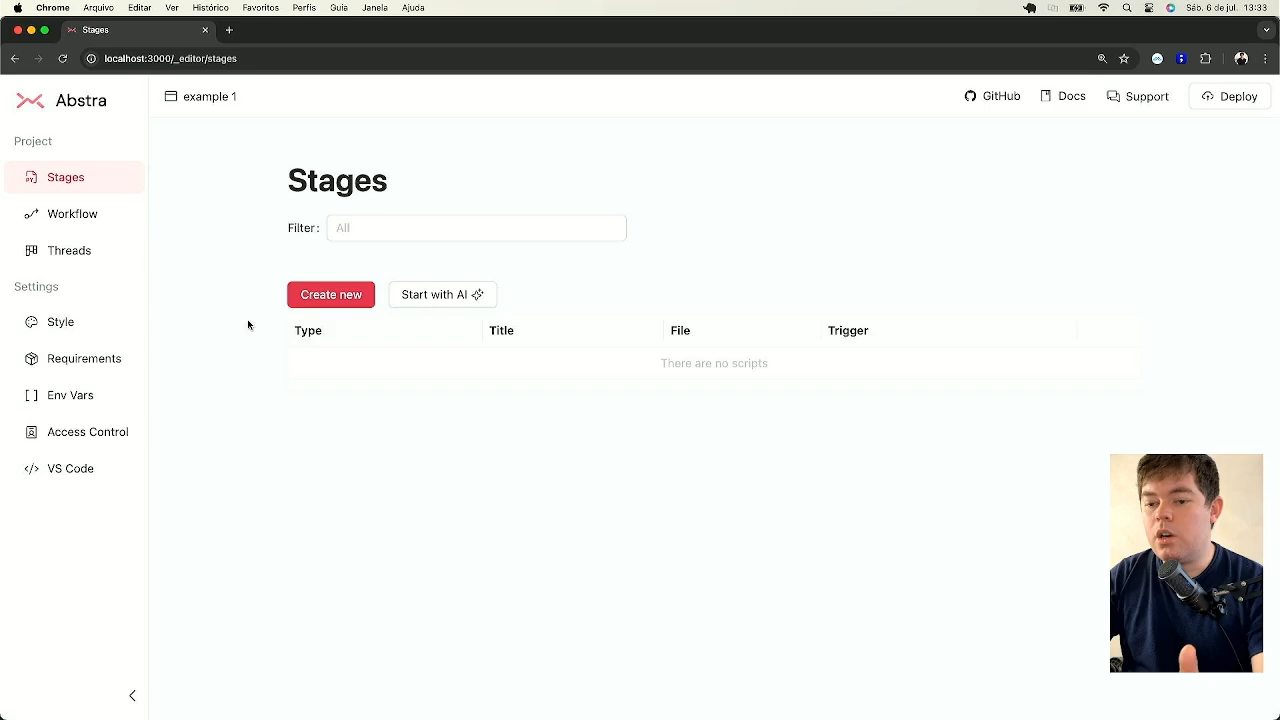 Chrome Arquivo Editar Ver Histórico Favoritos Perfis Guia Janela Ajuda Sáb. 6 de jul. 13:33
Stages
localhost:3000/_editor/stages
Abstra
example 1
GitHub Docs Support Deploy
Project
Stages
Workflow
Threads
Settings
Style
Requirements
Env Vars
Access Control
VS Code
Stages
Filter: All
Create new Start with AI
Type Title File Trigger
There are no scripts